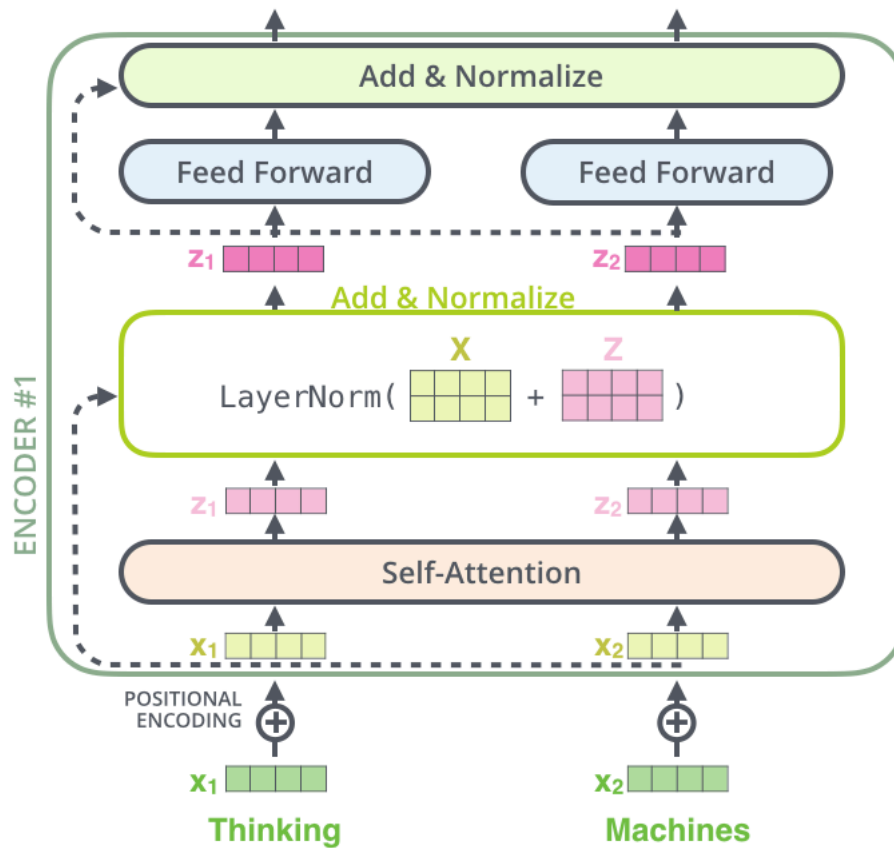 Add & Normalize
Feed Forward Feed Forward
z₁ z₂
Add & Normalize
X Z
LayerNorm( + )
ENCODER #1
z₁ z₂
Self-Attention
x₁ x₂
POSITIONAL
ENCODING
x₁ x₂
Thinking Machines